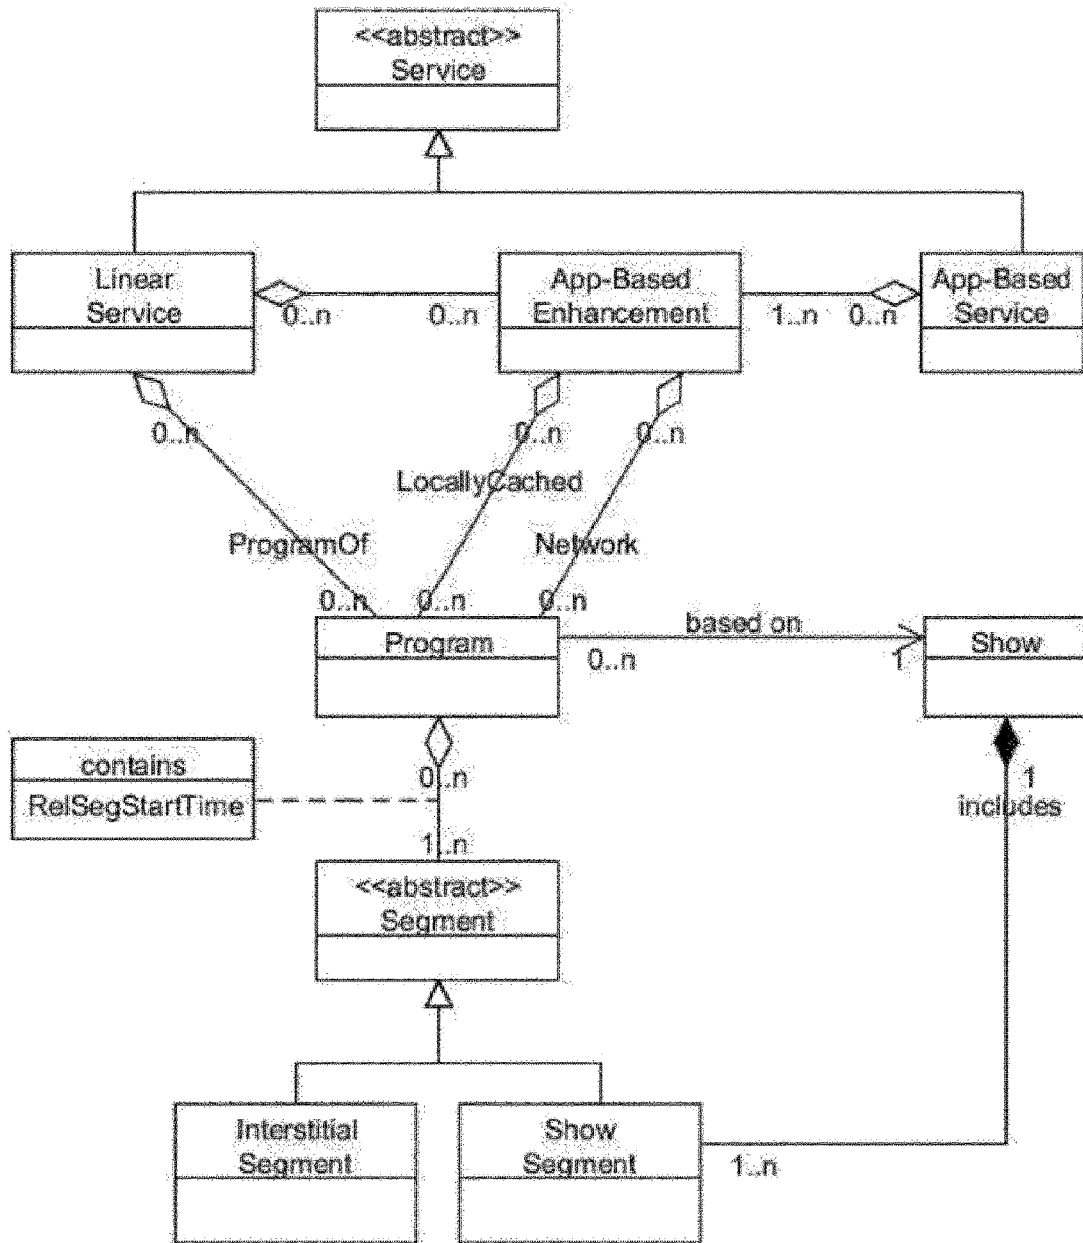 <<abstract>>
Service
Linear
Service
App-Based
Enhancement
App-Based
Service
0..n
0..n
1..n
0..n
0..n
0..n
0..n
LocallyCached
ProgramOf
Network
0..n
0..n
0..n
Program
based on
Show
0..n
1
contains
RelSegStartTime
0..n
1
includes
1..n
<<abstract>>
Segment
Interstitial
Segment
Show
Segment
1..n